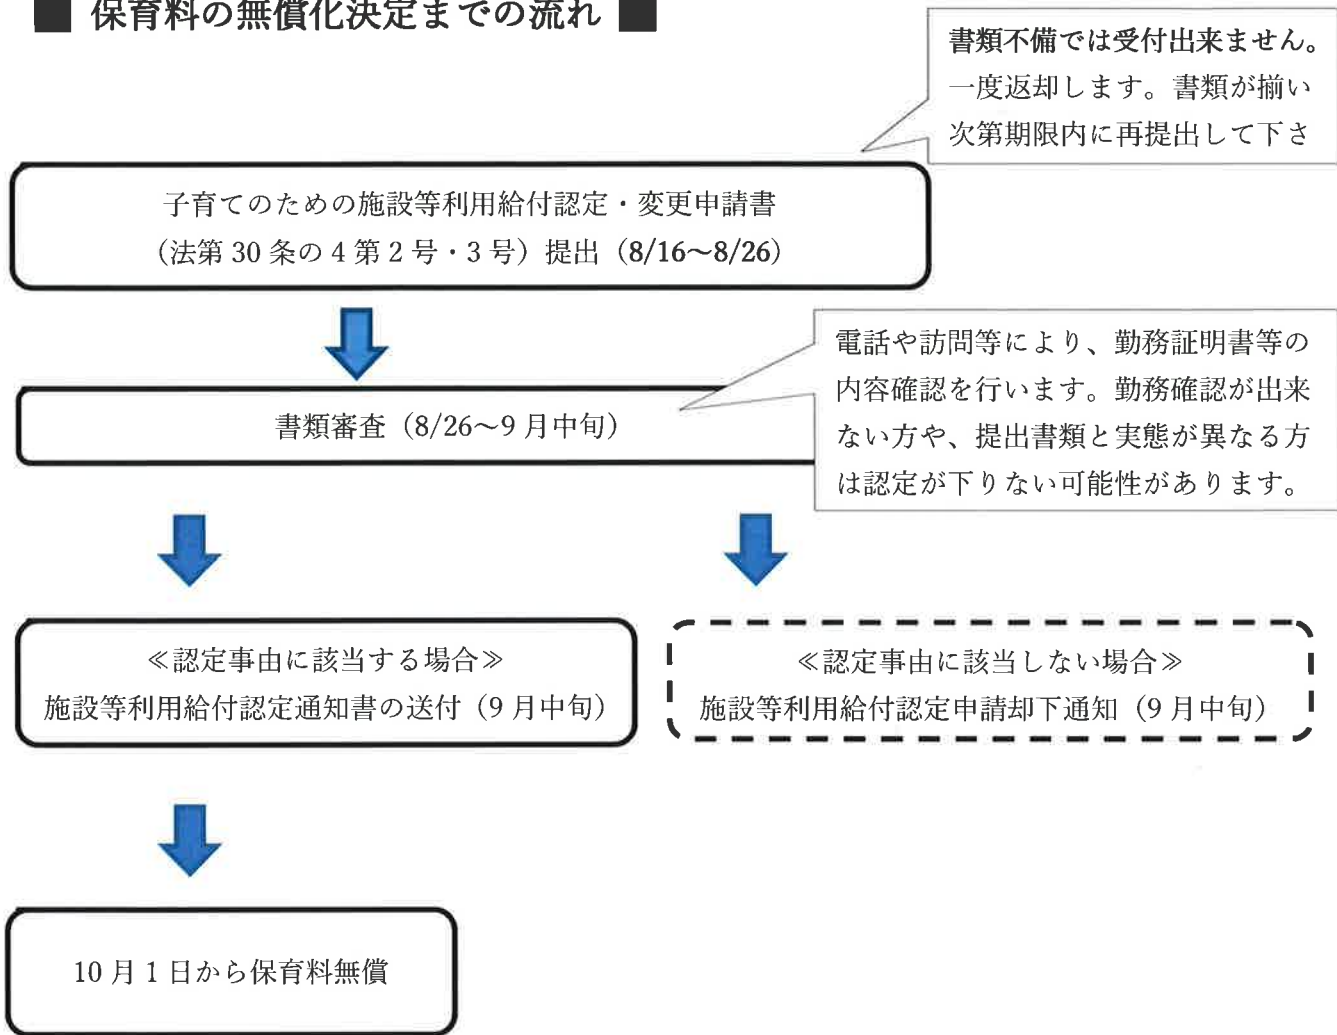 ■ 保育料の無償化決定までの流れ ■
書類不備では受付出来ません。
一度返却します。書類が揃い
次第期限内に再提出して下さ
子育てのための施設等利用給付認定・変更申請書
（法第 30 条の 4 第 2 号・3 号）提出（8/16～8/26）
電話や訪問等により、勤務証明書等の
内容確認を行います。勤務確認が出来
ない方や、提出書類と実態が異なる方
は認定が下りない可能性があります。
書類審査（8/26～9 月中旬）
≪認定事由に該当する場合≫
施設等利用給付認定通知書の送付（9 月中旬）
≪認定事由に該当しない場合≫
施設等利用給付認定申請却下通知（9 月中旬）
10 月 1 日から保育料無償